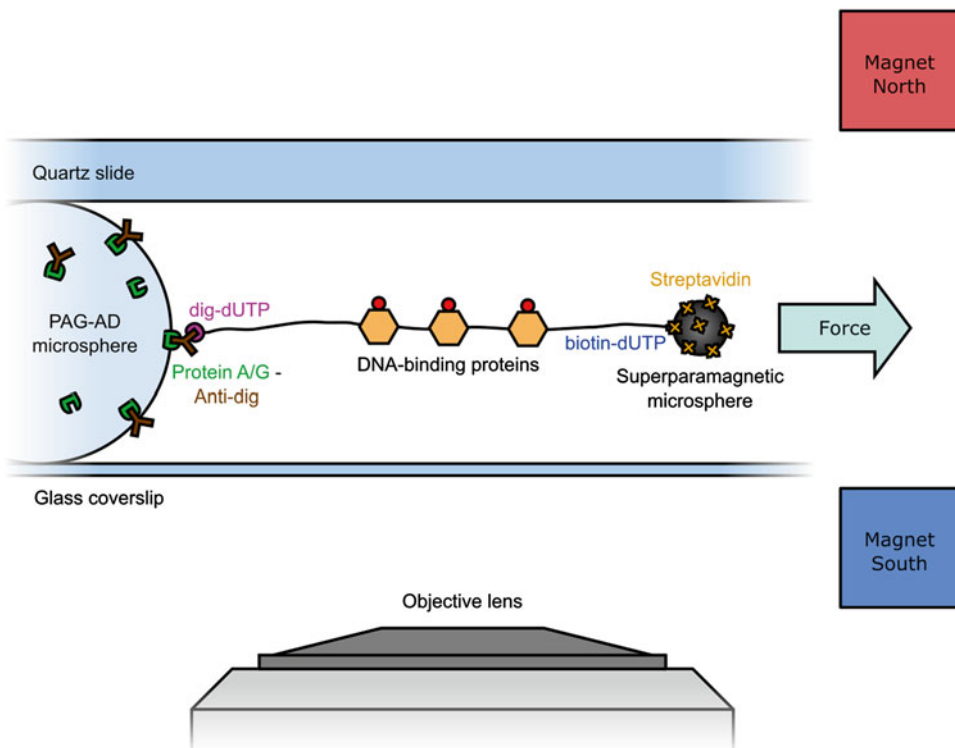 Magnet
North
Quartz slide
Streptavidin
dig-dUTP
PAG-AD
microsphere
Force
biotin-dUTP
DNA-binding proteins
Protein A/G -
Anti-dig
Superparamagnetic
microsphere
Glass coverslip
Magnet
South
Objective lens